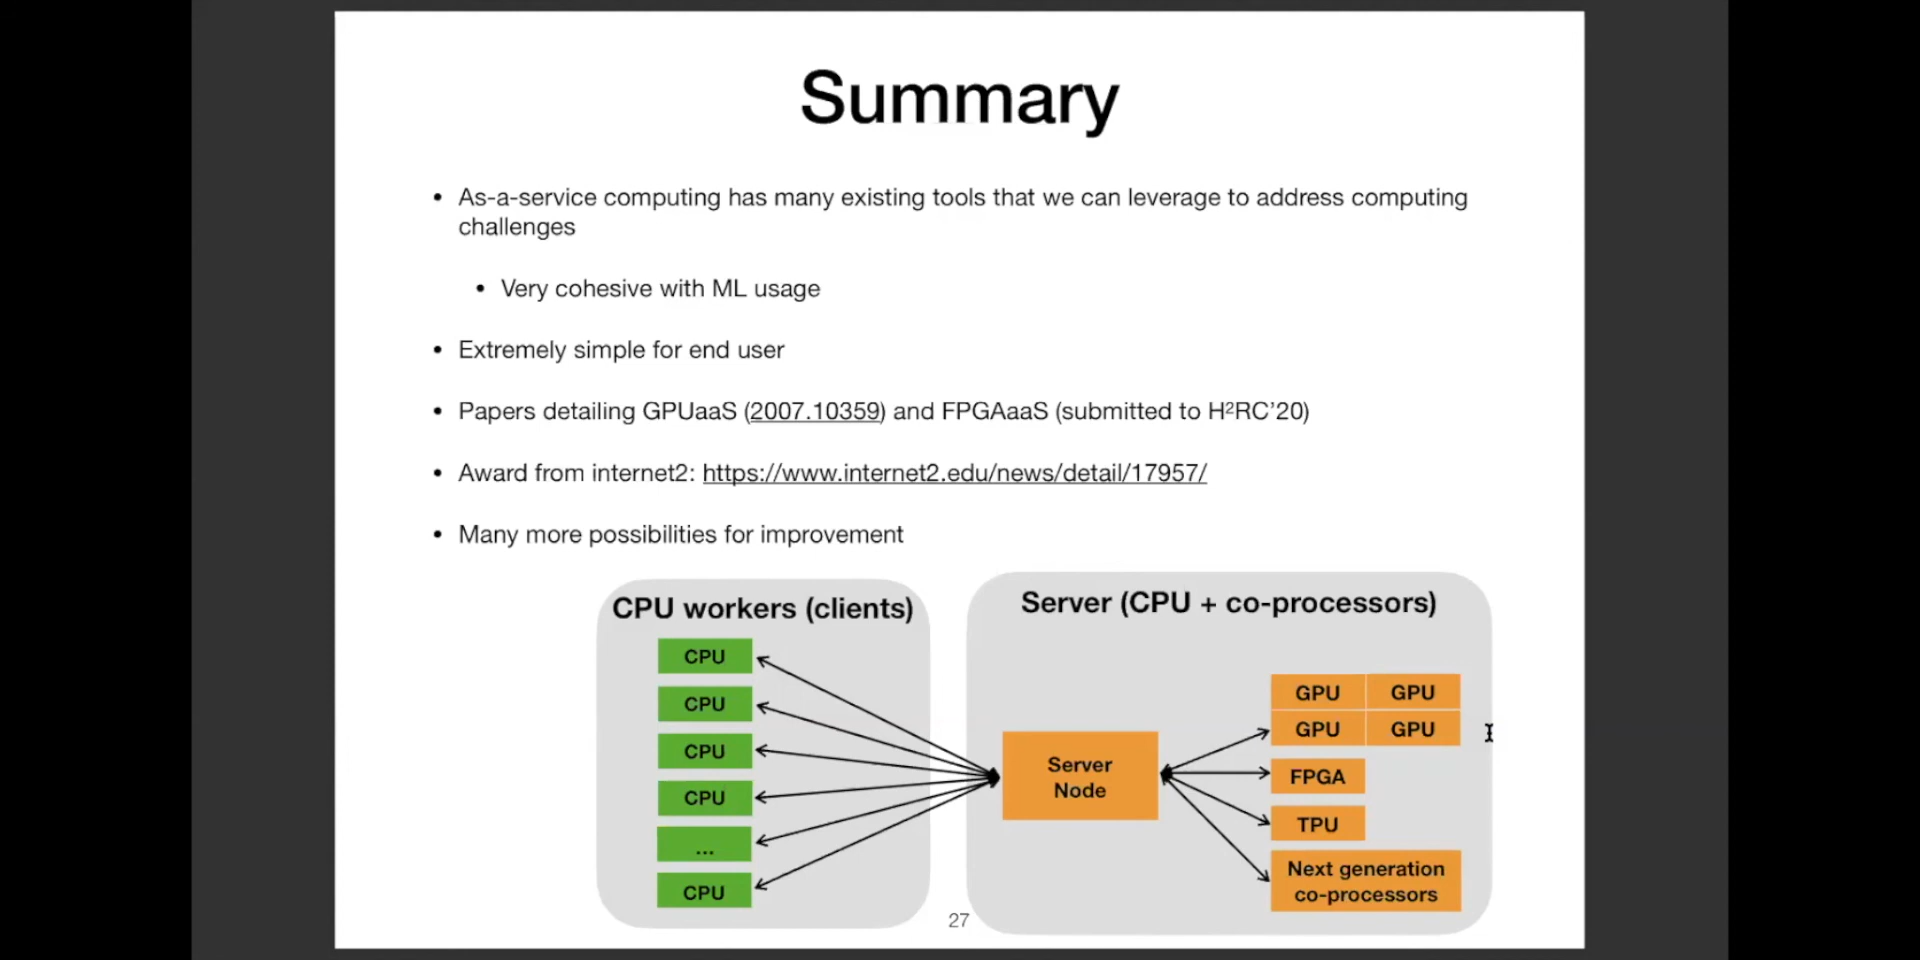 Summary
• As-a-service computing has many existing tools that we can leverage to address computing
challenges
• Very cohesive with ML usage
• Extremely simple for end user
• Papers detailing GPUaaS (2007.10359) and FPGAaaS (submitted to H²RC'20)
• Award from internet2: https://www.internet2.edu/news/detail/17957/
• Many more possibilities for improvement
CPU workers (clients)
CPU
CPU
CPU
CPU
...
CPU
Server (CPU + co-processors)
Server
Node
GPU GPU
GPU GPU
FPGA
TPU
Next generation
co-processors
27